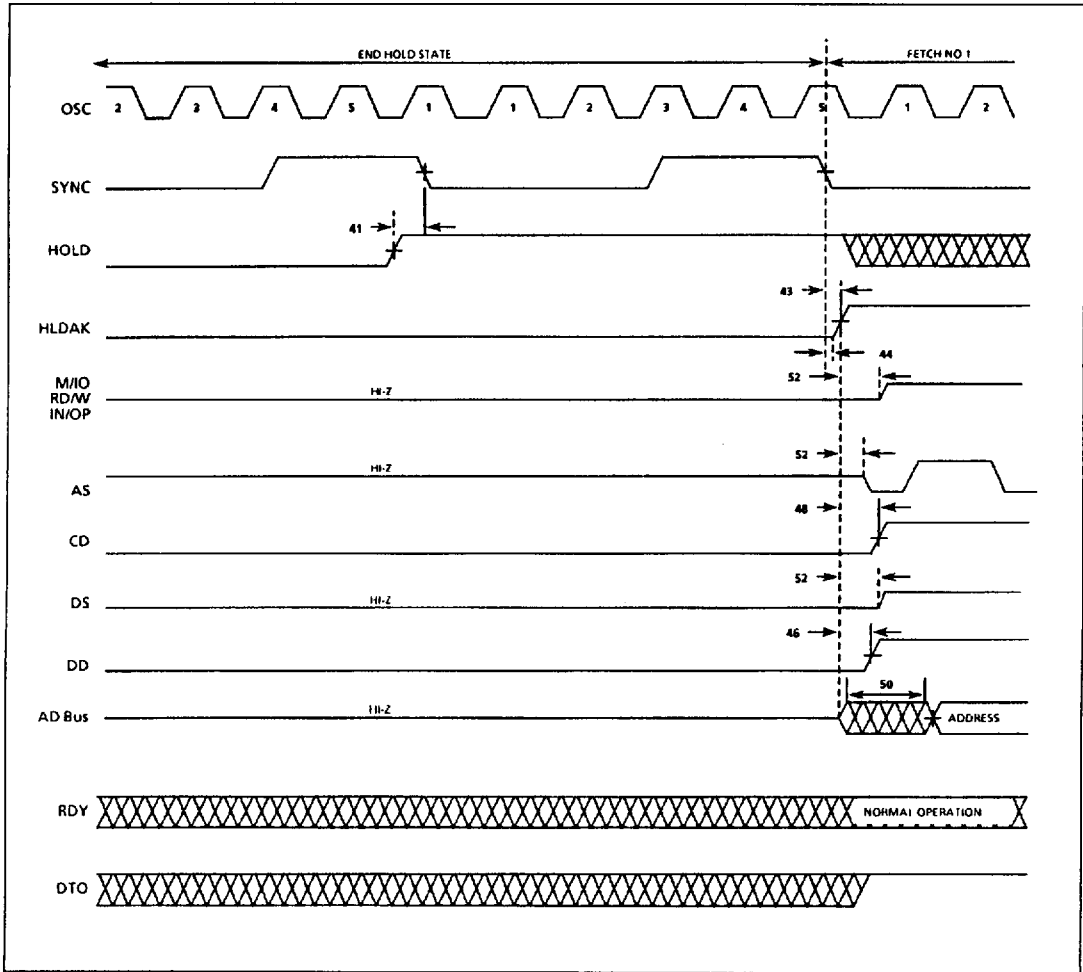 END HOLD STATE FETCH NO 1
OSC 2 3 4 5 1 1 2 3 4 5 1 2
SYNC
41
HOLD
43
HLDAK
44
M/IO
RD/W
IN/OP
HI-Z
52
52
HI-Z
AS
48
CD
52
DS HI-Z
46
DD
50
AD Bus HI-Z ADDRESS
RDY NORMAL OPERATION
DTO